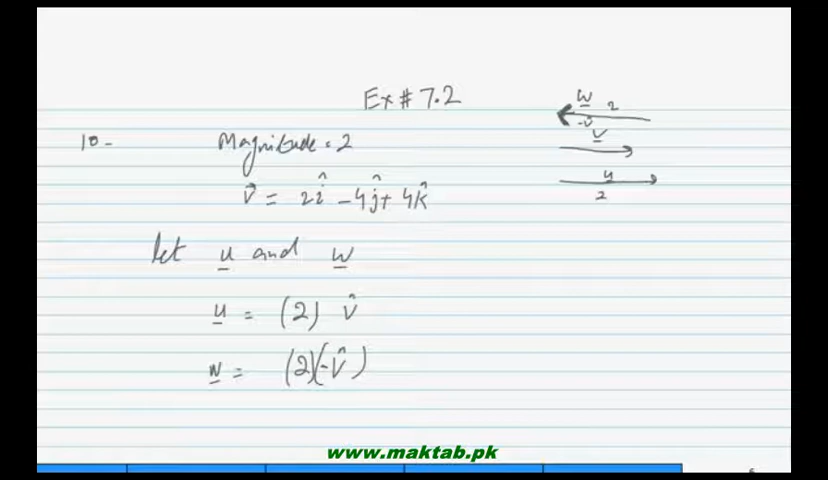 Ex # 7.2
10- Magnitude = 2
v⃗ = 2î - 4ĵ + 4k̂
let u and w
u = (2) v̂
w = (2)(-v̂)
w 2
-v̂
v
u
2
www.maktab.pk